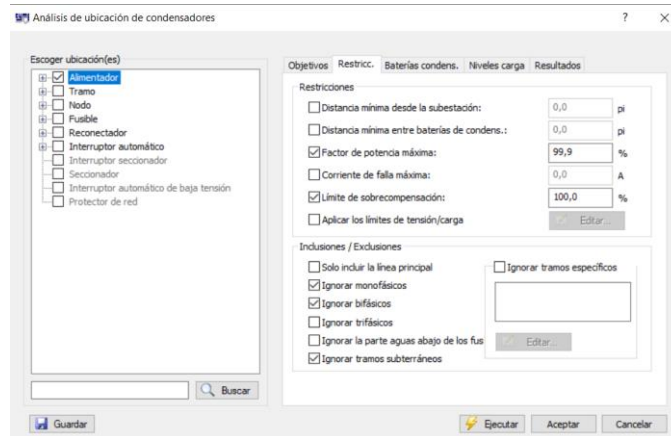 Análisis de ubicación de condensadores
?
Escoger ubicación(es)
Alimentador
Tramo
Nodo
Fusible
Reconectador
Interruptor automático
Interruptor seccionador
Seccionador
Interruptor automático de baja tensión
Protector de red
Buscar
Guardar
Objetivos Restricc. Baterías condens. Niveles carga Resultados
Restricciones
Distancia mínima desde la subestación: 0,0 pi
Distancia mínima entre baterías de condens.: 0,0 pi
Factor de potencia máxima: 99,9 %
Corriente de falla máxima: 0,0 A
Límite de sobrecompensación: 100,0 %
Aplicar los límites de tensión/carga Editar...
Inclusiones / Exclusiones
Solo incluir la línea principal
Ignorar monofásicos
Ignorar bifásicos
Ignorar trifásicos
Ignorar la parte aguas abajo de los fus
Ignorar tramos subterráneos
Ignorar tramos específicos
Editar...
Ejecutar Aceptar Cancelar